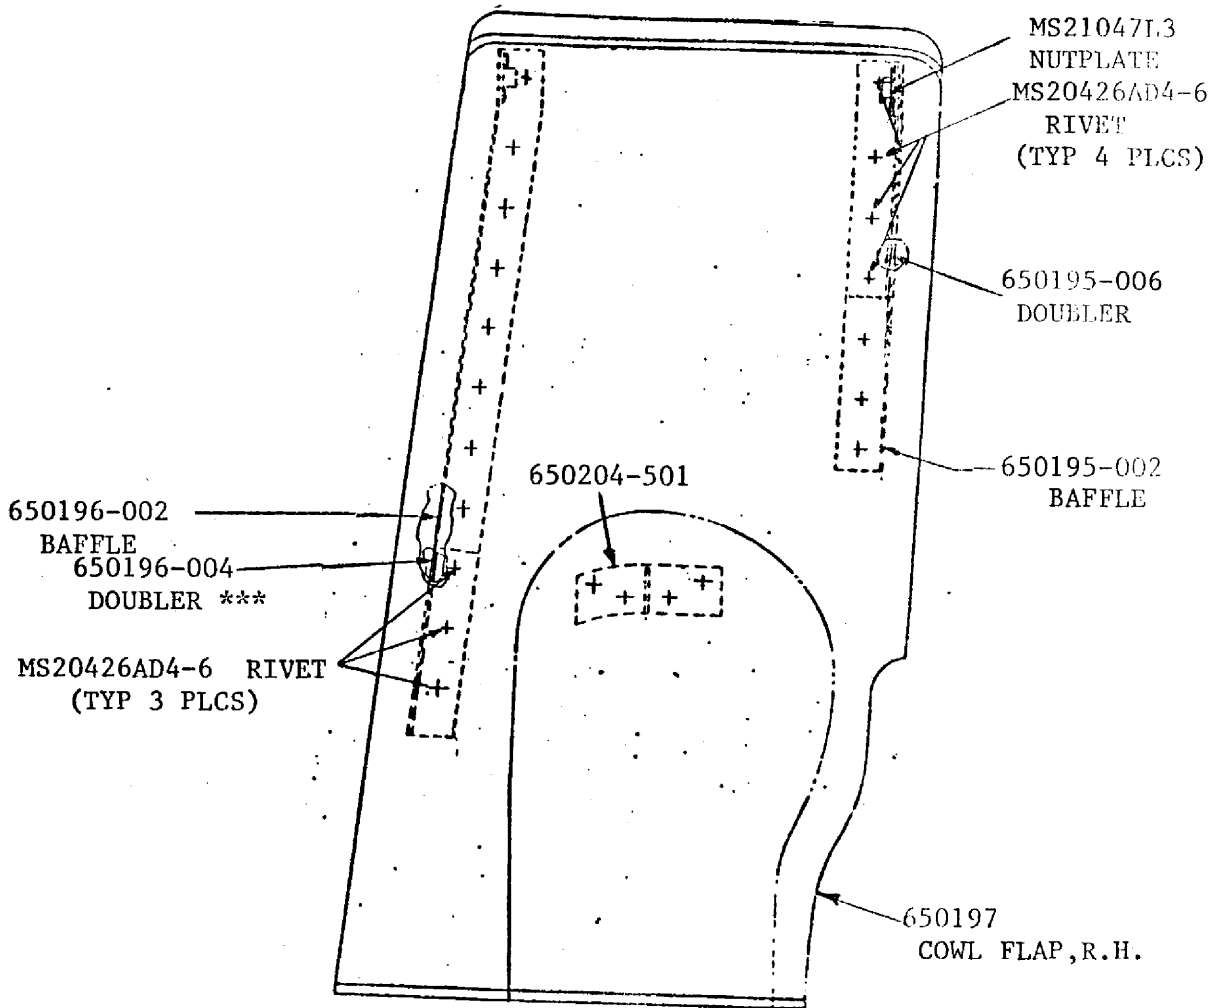 MS21047L3
NUTPLATE
MS20426AD4-6
RIVET
(TYP 4 PLCS)
650195-006
DOUBLER
650204-501
650195-002
BAFFLE
650196-002
BAFFLE
650196-004
DOUBLER ***
MS20426AD4-6 RIVET
(TYP 3 PLCS)
650197
COWL FLAP,R.H.